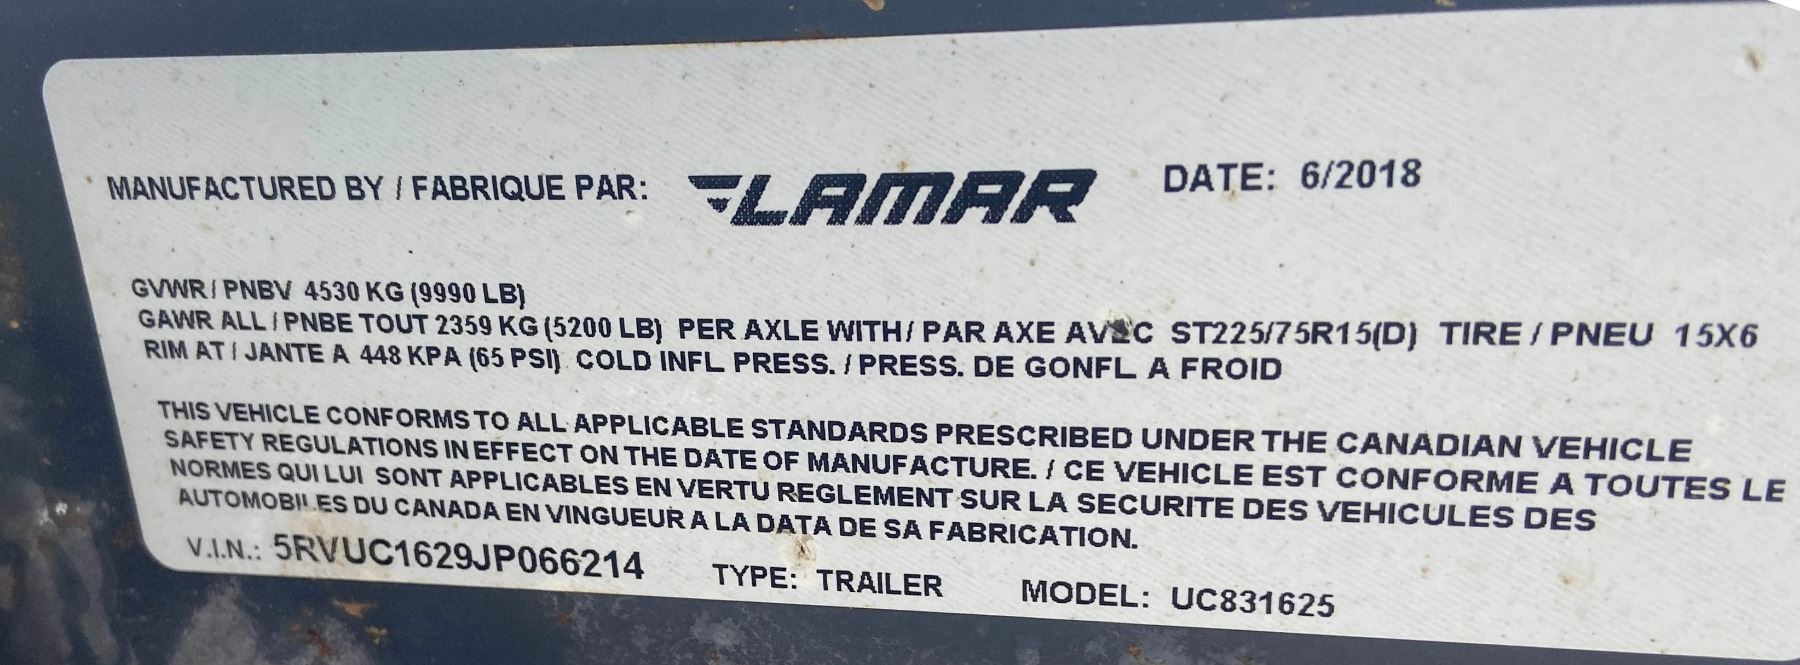 MANUFACTURED BY / FABRIQUE PAR: LAMAR DATE: 6/2018
GVWR / PNBV 4530 KG (9990 LB)
GAWR ALL / PNBE TOUT 2359 KG (5200 LB) PER AXLE WITH / PAR AXE AVEC ST225/75R15(D) TIRE / PNEU 15X6
RIM AT / JANTE A 448 KPA (65 PSI) COLD INFL PRESS. / PRESS. DE GONFL A FROID
THIS VEHICLE CONFORMS TO ALL APPLICABLE STANDARDS PRESCRIBED UNDER THE CANADIAN VEHICLE
SAFETY REGULATIONS IN EFFECT ON THE DATE OF MANUFACTURE. / CE VEHICLE EST CONFORME A TOUTES LE
NORMES QUI LUI SONT APPLICABLES EN VERTU REGLEMENT SUR LA SECURITE DES VEHICULES DES
AUTOMOBILES DU CANADA EN VINGUEUR A LA DATA DE SA FABRICATION.
V.I.N.: 5RVUC1629JP066214 TYPE: TRAILER MODEL: UC831625